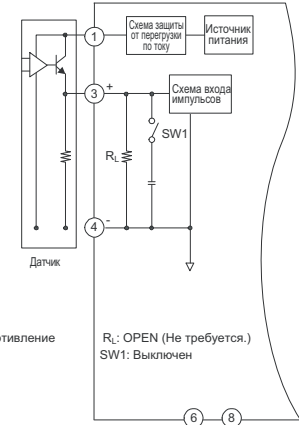 1
Схема защиты
от перегрузки
по току
Источник
питания
3
+
Схема входа
импульсов
SW1
RL
4
-
Датчик
тивление
RL: OPEN (Не требуется.)
SW1: Выключен
6
8